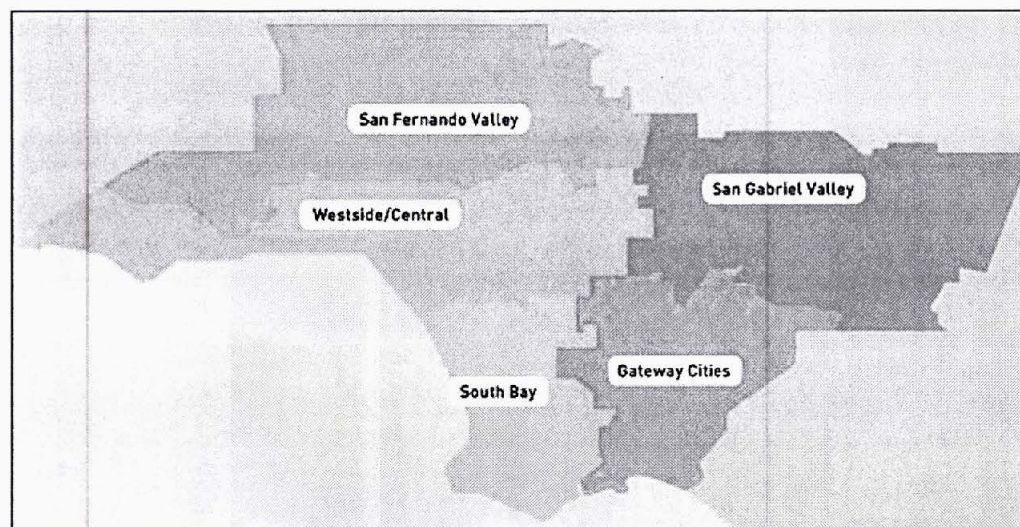 San Fernando Valley
San Gabriel Valley
Westside/Central
Gateway Cities
South Bay